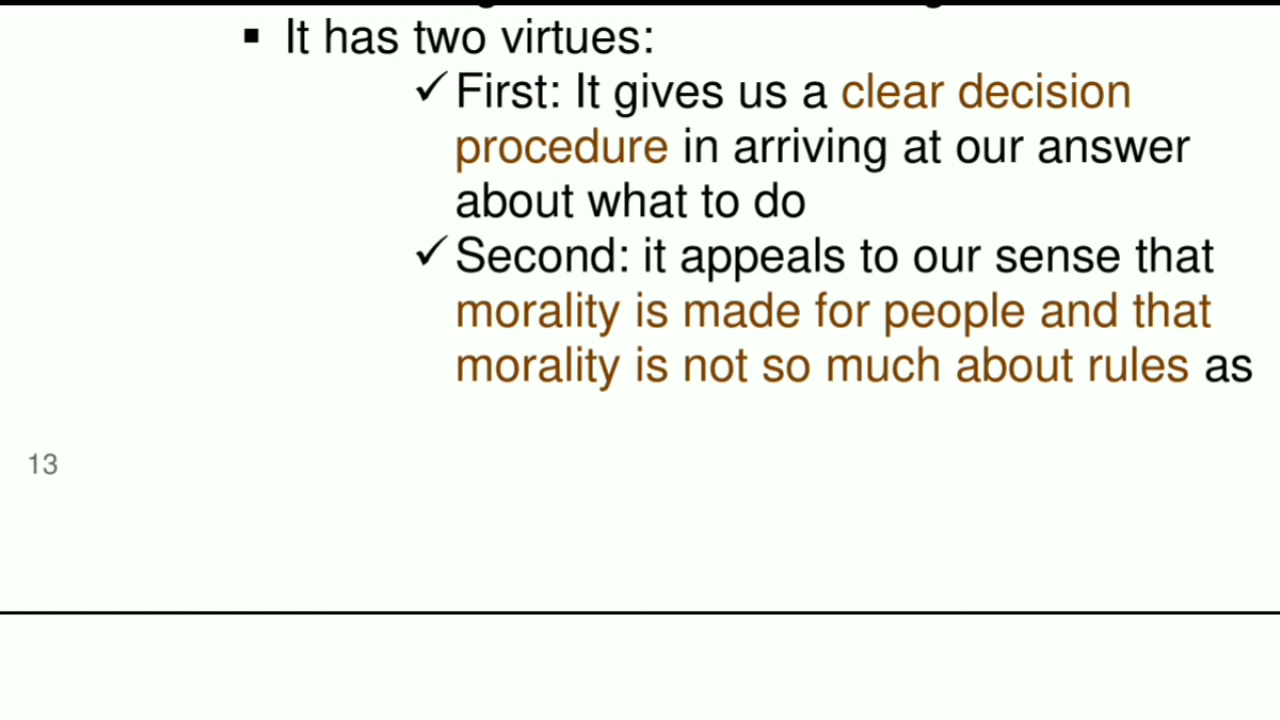 ▪ It has two virtues:
✓ First: It gives us a clear decision
procedure in arriving at our answer
about what to do
✓ Second: it appeals to our sense that
morality is made for people and that
morality is not so much about rules as
13